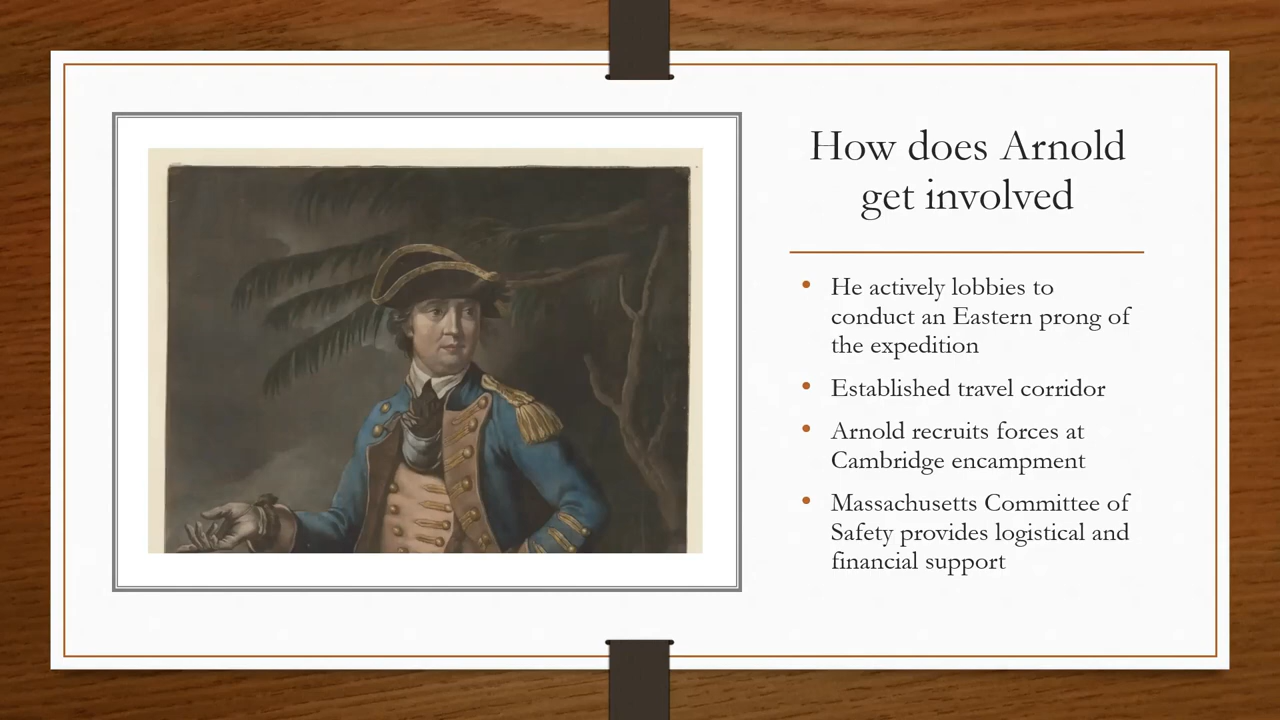 How does Arnold
get involved
• He actively lobbies to
conduct an Eastern prong of
the expedition
• Established travel corridor
• Arnold recruits forces at
Cambridge encampment
• Massachusetts Committee of
Safety provides logistical and
financial support